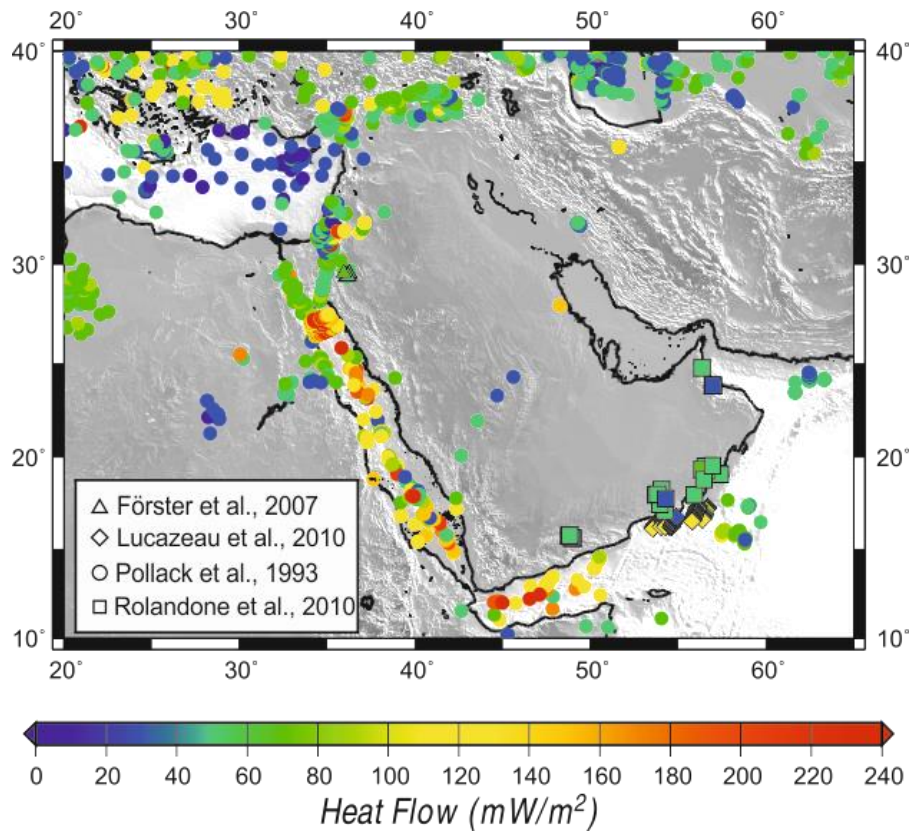 20° 30° 40° 50° 60°
40° 40°
30° 30°
20° 20°
Förster et al., 2007
Lucazeau et al., 2010
Pollack et al., 1993
Rolandone et al., 2010
10° 10°
20° 30° 40° 50° 60°
0 20 40 60 80 100 120 140 160 180 200 220 240
Heat Flow (mW/m²)